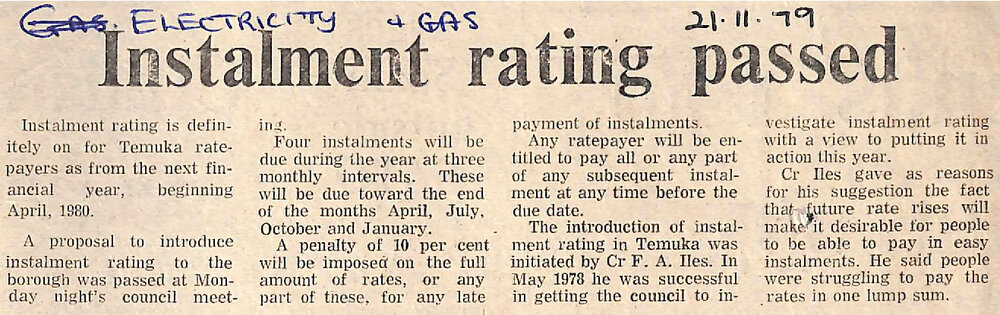 Gas. ELECTRICITY + GAS
21.11.79
Instalment rating passed
Instalment rating is defin-
itely on for Temuka rate-
payers as from the next fin-
ancial year, beginning
April, 1980.
A proposal to introduce
instalment rating to the
borough was passed at Mon-
day night's council meet-
ing.
Four instalments will be
due during the year at three
monthly intervals. These
will be due toward the end
of the months April, July,
October and January.
A penalty of 10 per cent
will be imposed on the full
amount of rates, or any
part of tnese, for any late
payment of instalments.
Any ratepayer will be en-
titled to pay all or any part
of any subsequent instal-
ment at any time before the
due date.
The introduction of instal-
ment rating in Temuka was
initiated by Cr F. A. Iles. In
May 1978 he was successful
in getting the council to in-
vestigate instalment rating
with a view to putting it in
action this year.
Cr Iles gave as reasons
for his suggestion the fact
that future rate rises will
make it desirable for people
to be able to pay in easy
instalments. He said people
were struggling to pay the
rates in one lump sum.